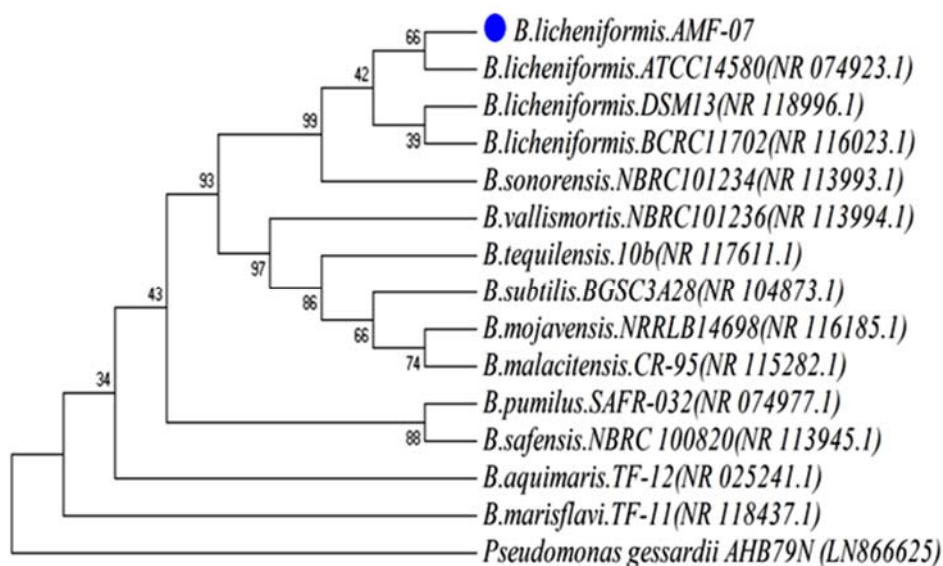 66 B.licheniformis.AMF-07
42 B.licheniformis.ATCC14580(NR 074923.1)
99 B.licheniformis.DSM13(NR 118996.1)
39 B.licheniformis.BCRC11702(NR 116023.1)
93 B.sonorensis.NBRC101234(NR 113993.1)
B.vallismortis.NBRC101236(NR 113994.1)
97 B.tequilensis.10b(NR 117611.1)
43 86 B.subtilis.BGSC3A28(NR 104873.1)
66 B.mojavensis.NRRLB14698(NR 116185.1)
74 B.malacitensis.CR-95(NR 115282.1)
34 B.pumilus.SAFR-032(NR 074977.1)
88 B.safensis.NBRC 100820(NR 113945.1)
B.aquimaris.TF-12(NR 025241.1)
B.marisflavi.TF-11(NR 118437.1)
Pseudomonas gessardii AHB79N (LN866625)